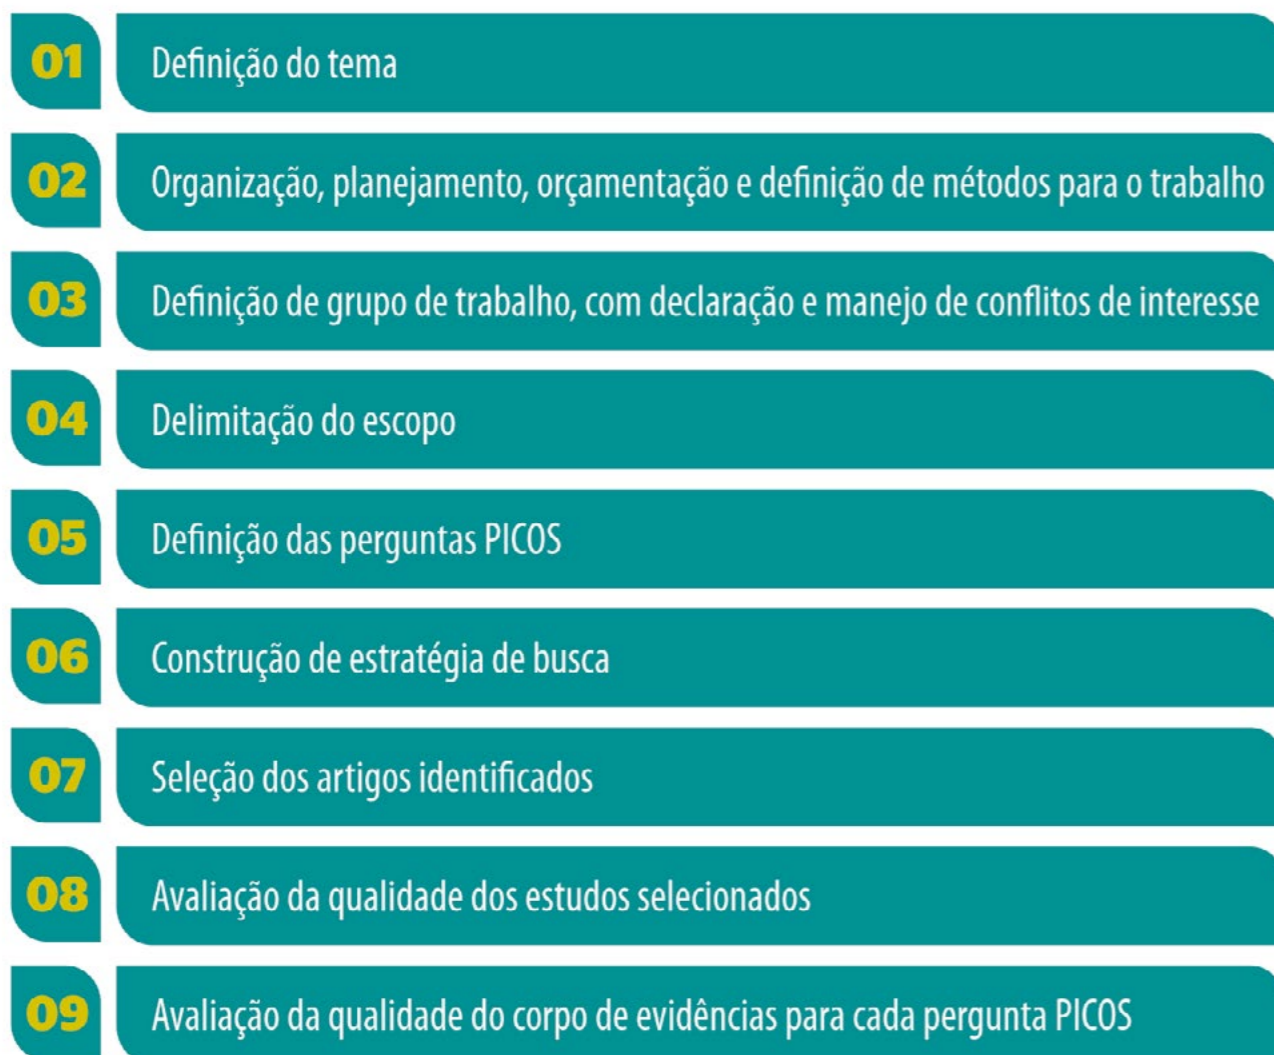 01 Definição do tema
02 Organização, planejamento, orçamentação e definição de métodos para o trabalho
03 Definição de grupo de trabalho, com declaração e manejo de conflitos de interesse
04 Delimitação do escopo
05 Definição das perguntas PICOS
06 Construção de estratégia de busca
07 Seleção dos artigos identificados
08 Avaliação da qualidade dos estudos selecionados
09 Avaliação da qualidade do corpo de evidências para cada pergunta PICOS